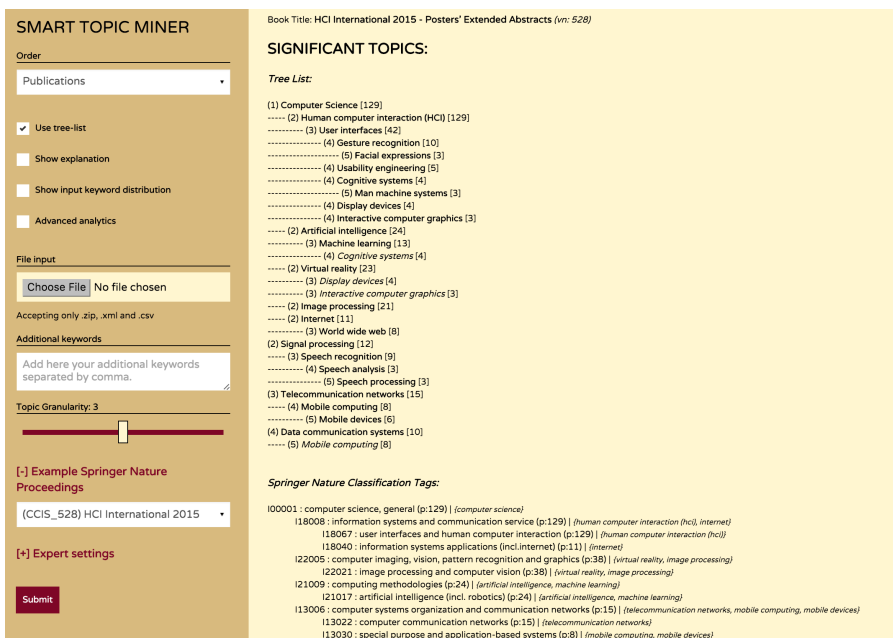 SMART TOPIC MINER
Order
Publications
Use tree-list
Show explanation
Show input keyword distribution
Advanced analytics
File input
Choose File No file chosen
Accepting only .zip, .xml and .csv
Additional keywords
Add here your additional keywords
separated by comma.
Topic Granularity: 3
[-] Example Springer Nature
Proceedings
(CCIS_528) HCI International 2015
[+] Expert settings
Submit
Book Title: HCI International 2015 - Posters' Extended Abstracts (vn: 528)
SIGNIFICANT TOPICS:
Tree List:
(1) Computer Science [129]
----- (2) Human computer interaction (HCI) [129]
---------- (3) User interfaces [42]
--------------- (4) Gesture recognition [10]
-------------------- (5) Facial expressions [3]
--------------- (4) Usability engineering [5]
--------------- (4) Cognitive systems [4]
-------------------- (5) Man machine systems [3]
--------------- (4) Display devices [4]
--------------- (4) Interactive computer graphics [3]
----- (2) Artificial intelligence [24]
---------- (3) Machine learning [13]
--------------- (4) Cognitive systems [4]
----- (2) Virtual reality [23]
---------- (3) Display devices [4]
---------- (3) Interactive computer graphics [3]
----- (2) Image processing [21]
----- (2) Internet [11]
---------- (3) World wide web [8]
(2) Signal processing [12]
----- (3) Speech recognition [9]
---------- (4) Speech analysis [3]
--------------- (5) Speech processing [3]
(3) Telecommunication networks [15]
----- (4) Mobile computing [8]
---------- (5) Mobile devices [6]
(4) Data communication systems [10]
----- (5) Mobile computing [8]
Springer Nature Classification Tags:
I00001 : computer science, general (p:129) | {computer science}
I18008 : information systems and communication service (p:129) | {human computer interaction (hci), internet}
I18067 : user interfaces and human computer interaction (p:129) | {human computer interaction (hci)}
I18040 : information systems applications (incl.internet) (p:11) | {internet}
I22005 : computer imaging, vision, pattern recognition and graphics (p:38) | {virtual reality, image processing}
I22021 : image processing and computer vision (p:38) | {virtual reality, image processing}
I21009 : computing methodologies (p:24) | {artificial intelligence, machine learning}
I21017 : artificial intelligence (incl. robotics) (p:24) | {artificial intelligence, machine learning}
I13006 : computer systems organization and communication networks (p:15) | {telecommunication networks, mobile computing, mobile devices}
I13022 : computer communication networks (p:15) | {telecommunication networks}
I13030 : special purpose and application-based systems (p:8) | {mobile computing, mobile devices}